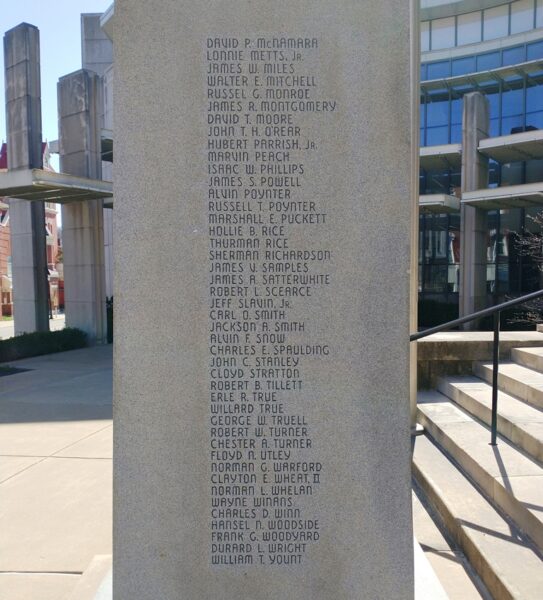 DAVID P. McNAMARA
LONNIE METTS, Jr.
JAMES W. MILES
WALTER E. MITCHELL
RUSSEL G. MONROE
JAMES R. MONTGOMERY
DAVID T. MOORE
JOHN T. H. O'REAR
HUBERT PARRISH, Jr.
MARVIN PEACH
ISAAC W. PHILLIPS
JAMES S. POWELL
ALVIN POYNTER
RUSSELL T. POYNTER
MARSHALL E. PUCKETT
HOLLIE B. RICE
THURMAN RICE
SHERMAN RICHARDSON
JAMES V. SAMPLES
JAMES A. SATTERWHITE
ROBERT L. SCEARCE
JEFF SLAVIN, Jr.
CARL O. SMITH
JACKSON A. SMITH
ALVIN F. SNOW
CHARLES E. SPAULDING
JOHN C. STANLEY
CLOYD STRATTON
ROBERT B. TILLETT
ERLE R. TRUE
WILLARD TRUE
GEORGE W. TRUELL
ROBERT W. TURNER
CHESTER A. TURNER
FLOYD N. UTLEY
NORMAN G. WARFORD
CLAYTON E. WHEAT, II
NORMAN L. WHELAN
WAYNE WINANS
CHARLES D. WINN
HANSEL N. WOODSIDE
FRANK G. WOODYARD
DURARD L. WRIGHT
WILLIAM T. YOUNT